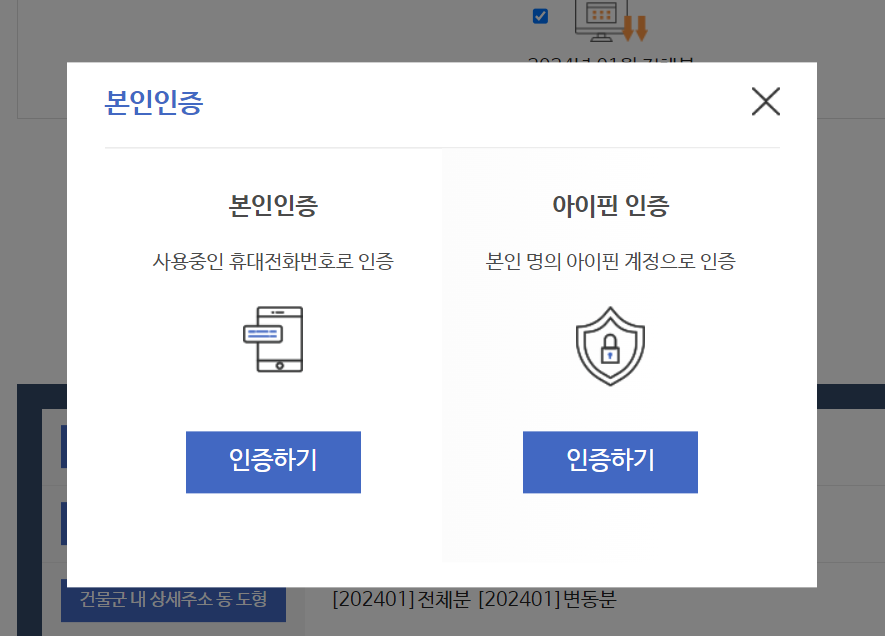 2024년 01월 전체분
본인인증
본인인증
아이핀 인증
사용중인 휴대전화번호로 인증
본인 명의 아이핀 계정으로 인증
인증하기
인증하기
건물군 내 상세주소 동 도형
[202401]전체분 [202401]변동분